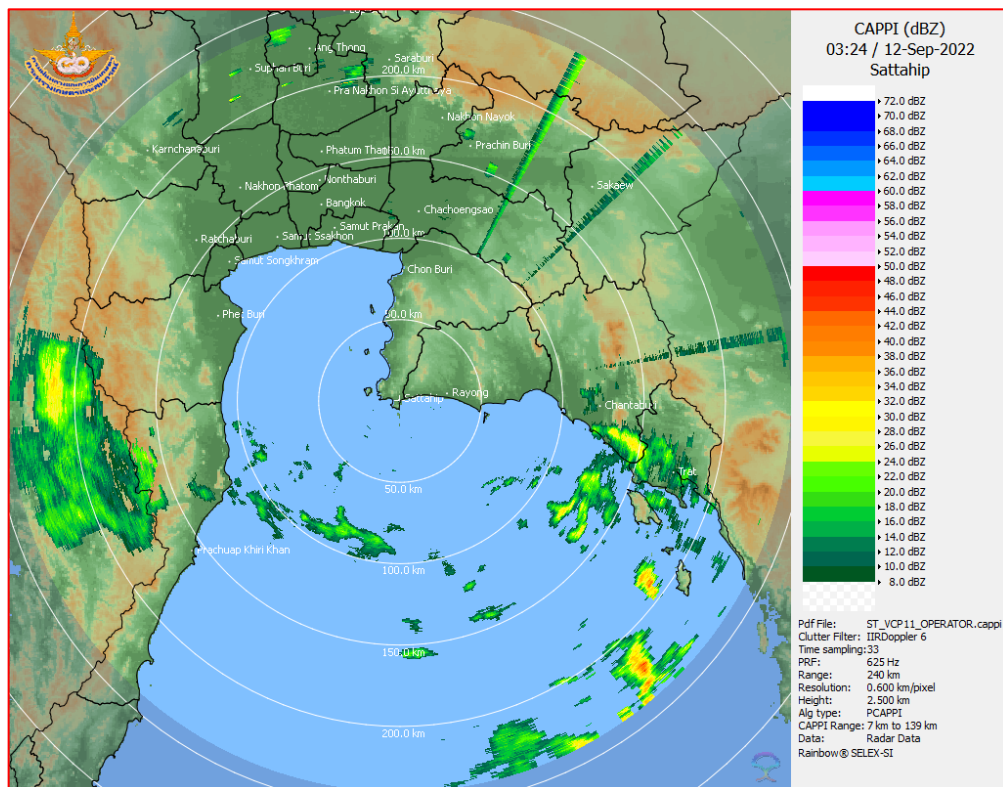 CAPPI (dBZ)
03:24 / 12-Sep-2022
Sattahip
72.0 dBZ
70.0 dBZ
68.0 dBZ
66.0 dBZ
64.0 dBZ
62.0 dBZ
60.0 dBZ
58.0 dBZ
56.0 dBZ
54.0 dBZ
52.0 dBZ
50.0 dBZ
48.0 dBZ
46.0 dBZ
44.0 dBZ
42.0 dBZ
40.0 dBZ
38.0 dBZ
36.0 dBZ
34.0 dBZ
32.0 dBZ
30.0 dBZ
28.0 dBZ
26.0 dBZ
24.0 dBZ
22.0 dBZ
20.0 dBZ
18.0 dBZ
16.0 dBZ
14.0 dBZ
12.0 dBZ
10.0 dBZ
8.0 dBZ
Pdf File: ST_VCP11_OPERATOR.cappi
Clutter Filter: IIRDoppler 6
Time sampling:33
PRF: 625 Hz
Range: 240 km
Resolution: 0.600 km/pixel
Height: 2.500 km
Alg type: PCAPPI
CAPPI Range: 7 km to 139 km
Data: Radar Data
Rainbow® SELEX-SI
Ang Thong
Saraburi
Suphan Buri
200.0 km
Pra Nakhon Si Ayutthaya
Nakhon Nayok
Karnchanaburi
Prachin Buri
Phatum Thani
Nonthaburi
Nakhon Phatom
Sakaew
Bangkok
Chachoengsao
Samut Prakan
Ratchaburi
Samut Ssakhon
100.0 km
Samut Songkhram
Chon Buri
Phet Buri
50.0 km
Rayong
Sattahip
Chantaburi
Trat
50.0 km
Prachuap Khiri Khan
100.0 km
150.0 km
200.0 km